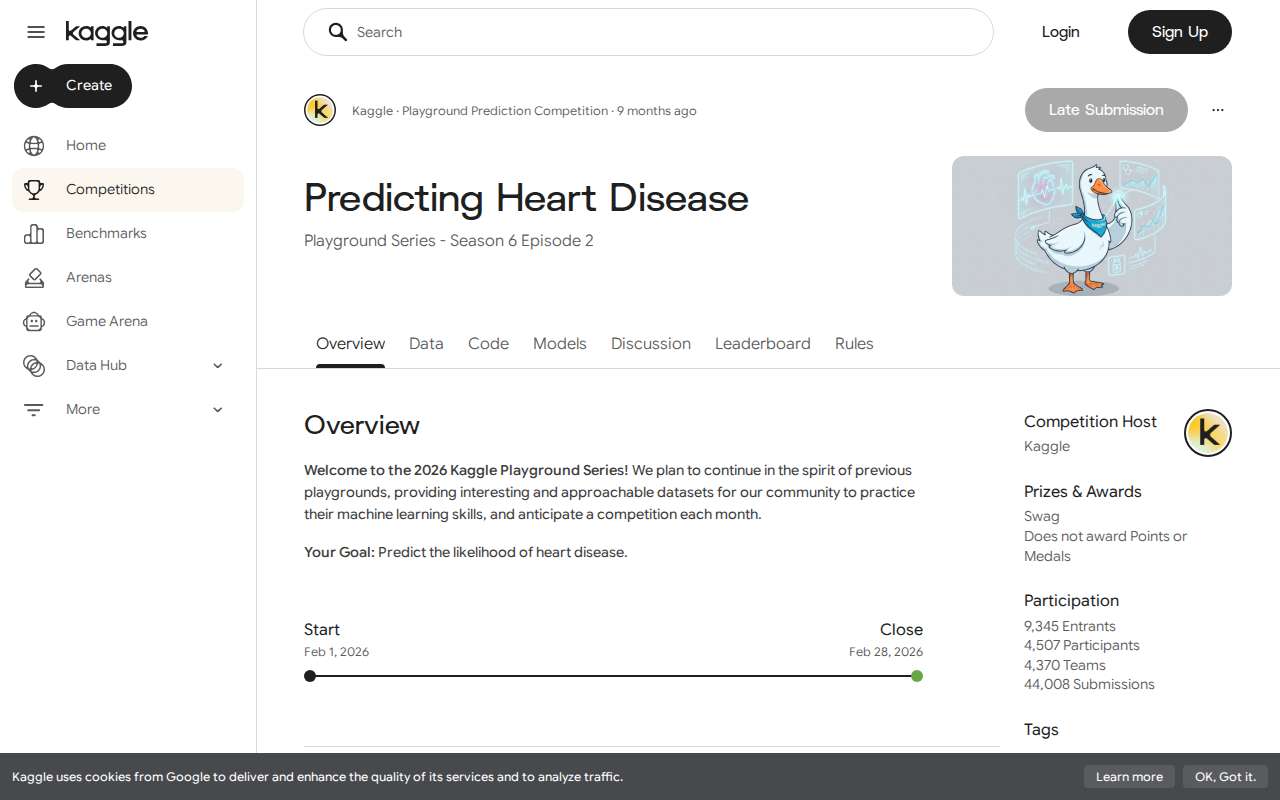 kaggle
Search
Login
Sign Up
Create
Home
Competitions
Benchmarks
Arenas
Game Arena
Data Hub
More
Kaggle · Playground Prediction Competition · 9 months ago
Late Submission
Predicting Heart Disease
Playground Series - Season 6 Episode 2
Overview
Data
Code
Models
Discussion
Leaderboard
Rules
Overview
Welcome to the 2026 Kaggle Playground Series! We plan to continue in the spirit of previous
playgrounds, providing interesting and approachable datasets for our community to practice
their machine learning skills, and anticipate a competition each month.
Your Goal: Predict the likelihood of heart disease.
Start
Feb 1, 2026
Close
Feb 28, 2026
Competition Host
Kaggle
Prizes & Awards
Swag
Does not award Points or
Medals
Participation
9,345 Entrants
4,507 Participants
4,370 Teams
44,008 Submissions
Tags
Kaggle uses cookies from Google to deliver and enhance the quality of its services and to analyze traffic.
Learn more
OK, Got it.